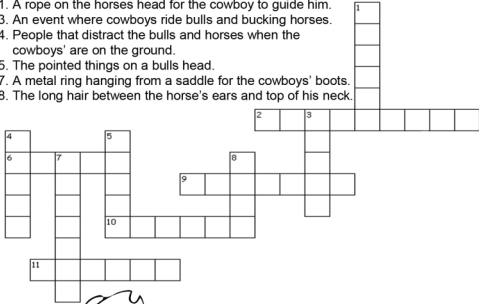 1. A rope on the horses head for the cowboy to guide him.
3. An event where cowboys ride bulls and bucking horses.
4. People that distract the bulls and horses when the
cowboys' are on the ground.
5. The pointed things on a bulls head.
7. A metal ring hanging from a saddle for the cowboys' boots.
8. The long hair between the horse's ears and top of his neck.
1
2 3
4 5
6 7 8
9
10
11